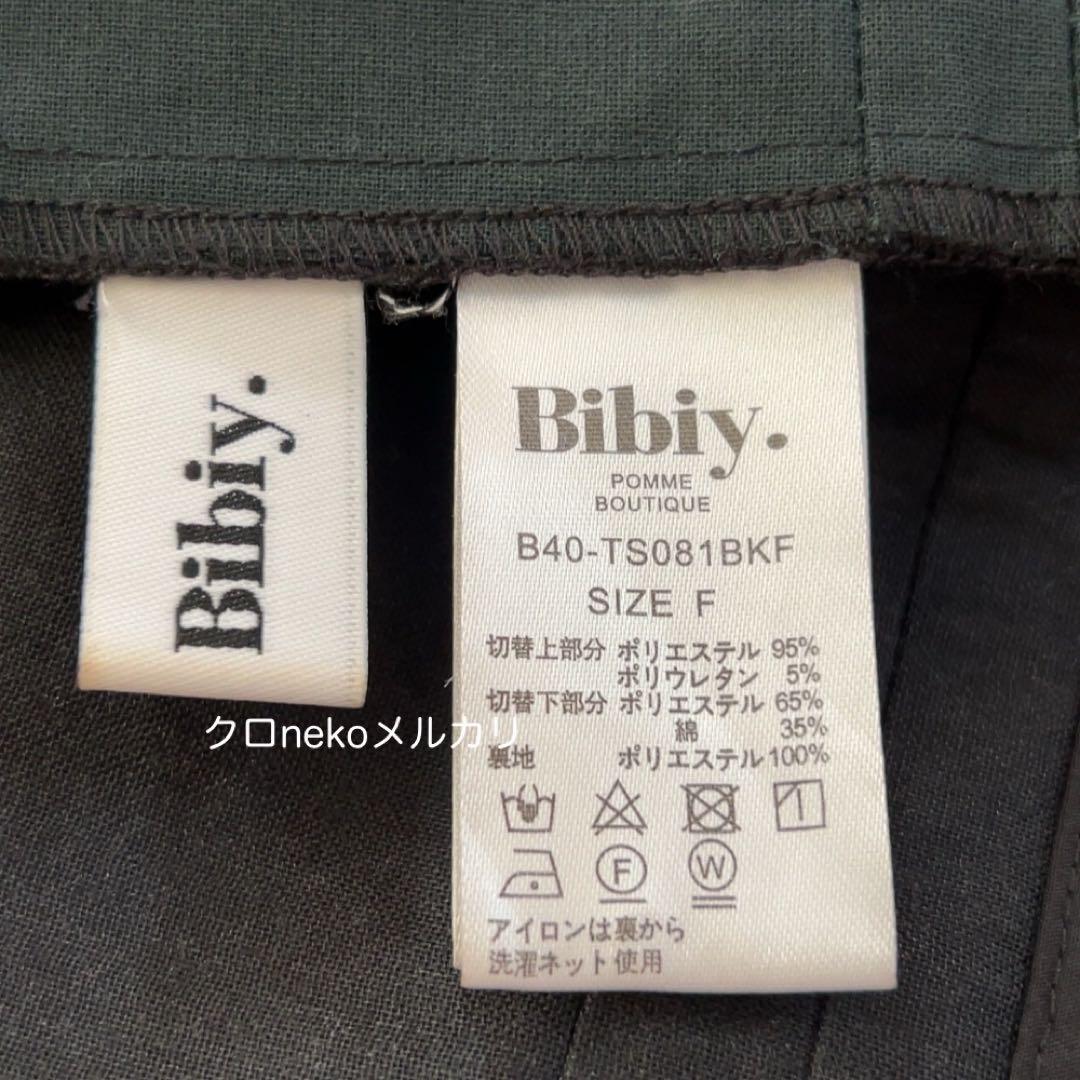 Bibiy.
Bibiy.
POMME
BOUTIQUE
B40-TS081BKF
SIZE F
切替上部分 ポリエステル 95%
ポリウレタン 5%
切替下部分 ポリエステル 65%
綿 35%
裏地 ポリエステル 100%
F W
アイロンは裏から
洗濯ネット使用
クロnekoメルカリ